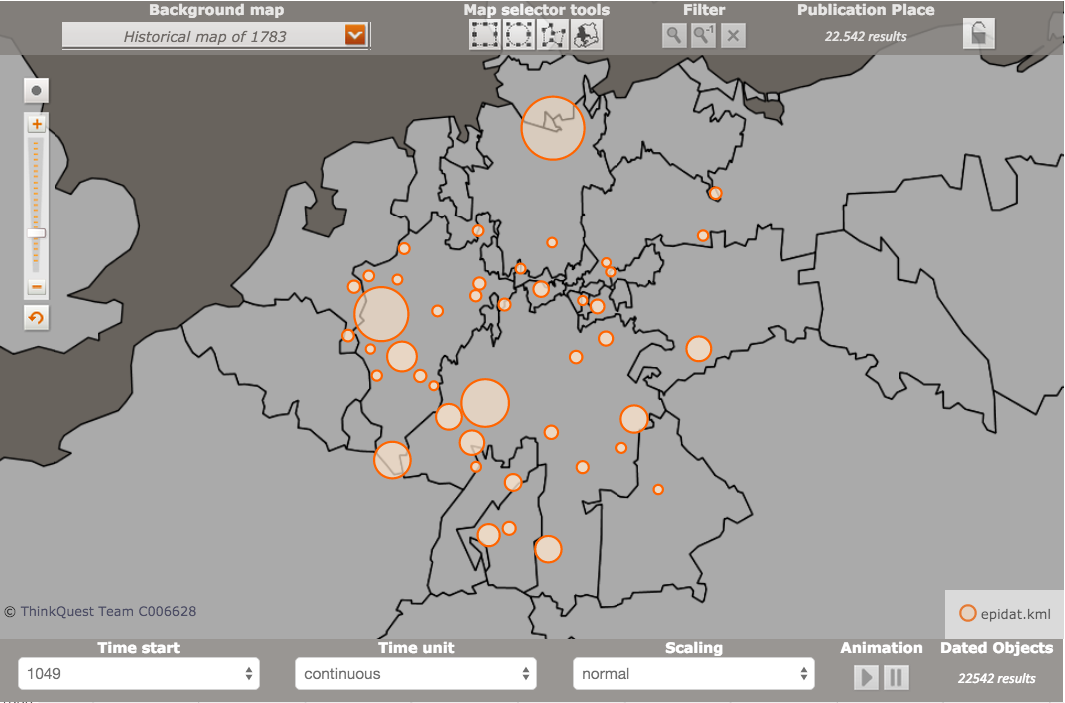 Background map
Historical map of 1783
Map selector tools
Filter
-1
Publication Place
22.542 results
+
© ThinkQuest Team C006628
epidat.kml
Time start
1049
Time unit
continuous
Scaling
normal
Animation
Dated Objects
22542 results